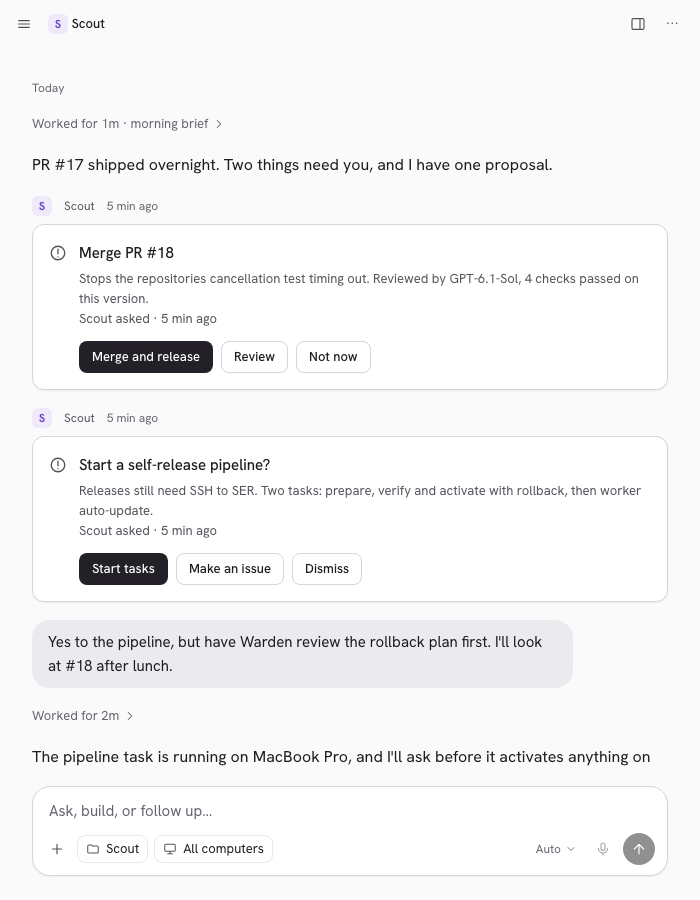 S Scout
Today
Worked for 1m · morning brief
PR #17 shipped overnight. Two things need you, and I have one proposal.
S Scout 5 min ago
Merge PR #18
Stops the repositories cancellation test timing out. Reviewed by GPT-6.1-Sol, 4 checks passed on
this version.
Scout asked · 5 min ago
Merge and release Review Not now
S Scout 5 min ago
Start a self-release pipeline?
Releases still need SSH to SER. Two tasks: prepare, verify and activate with rollback, then worker
auto-update.
Scout asked · 5 min ago
Start tasks Make an issue Dismiss
Yes to the pipeline, but have Warden review the rollback plan first. I'll look
at #18 after lunch.
Worked for 2m
The pipeline task is running on MacBook Pro, and I'll ask before it activates anything on
Ask, build, or follow up...
Scout All computers Auto